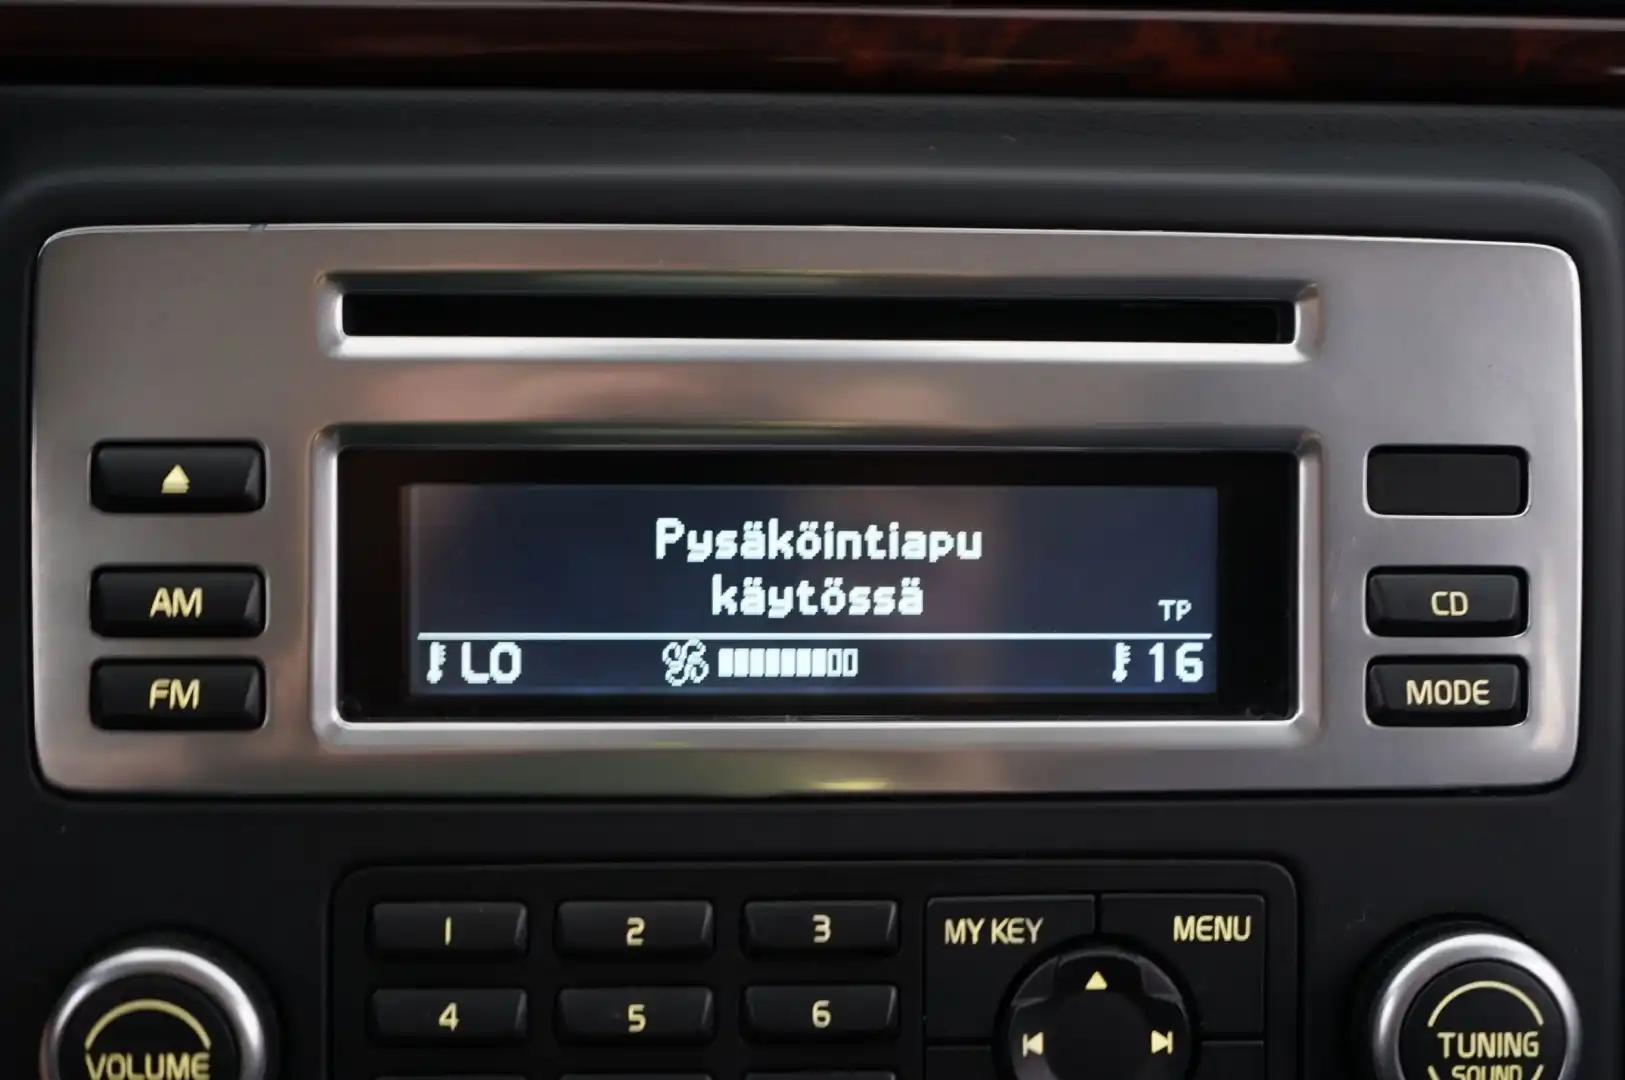 Pysäköintiapu
käytössä
TP
LO
16
AM
FM
CD
MODE
1
2
3
MY KEY
MENU
4
5
6
VOLUME
TUNING
SOUND